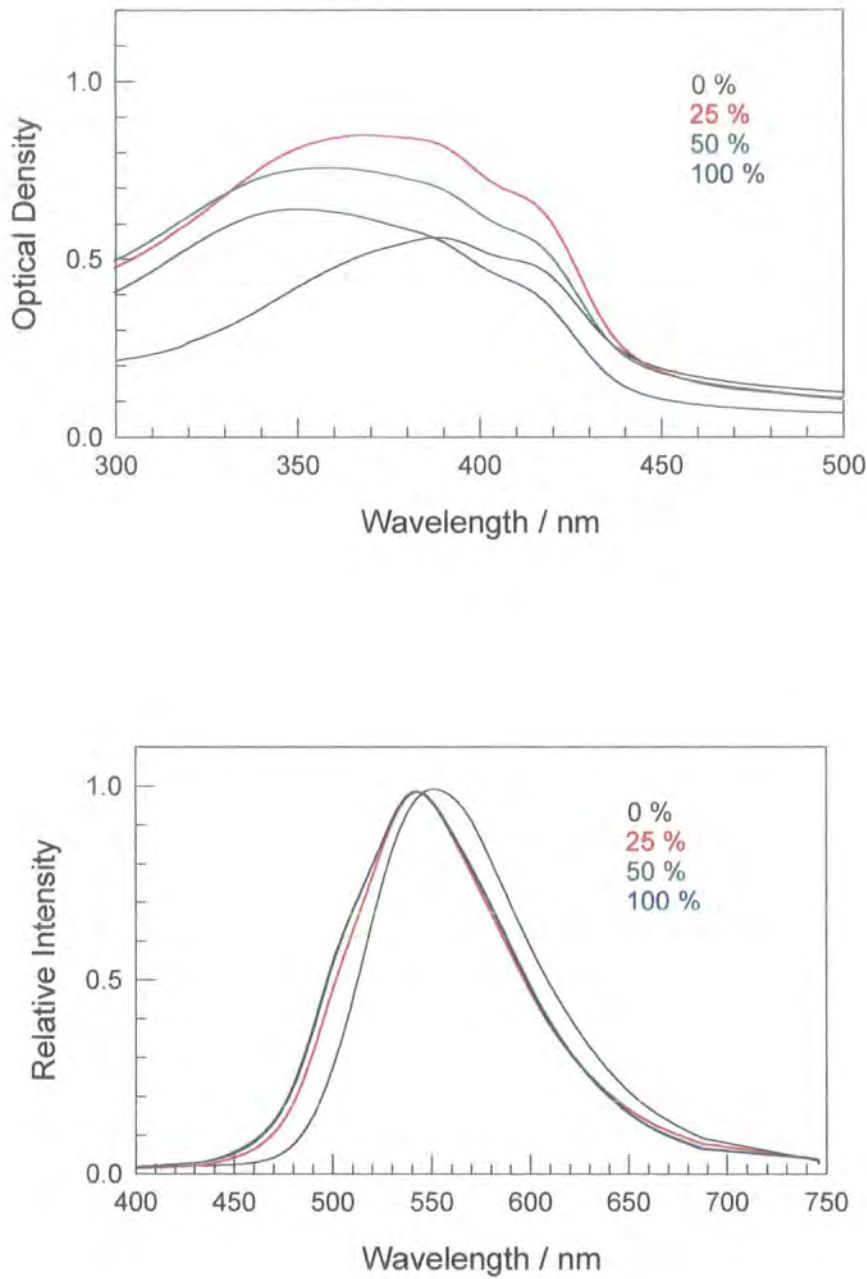 1.0
0.5
0.0
Optical Density
0 %
25 %
50 %
100 %
300 350 400 450 500
Wavelength / nm
1.0
0.5
0.0
Relative Intensity
0 %
25 %
50 %
100 %
400 450 500 550 600 650 700 750
Wavelength / nm